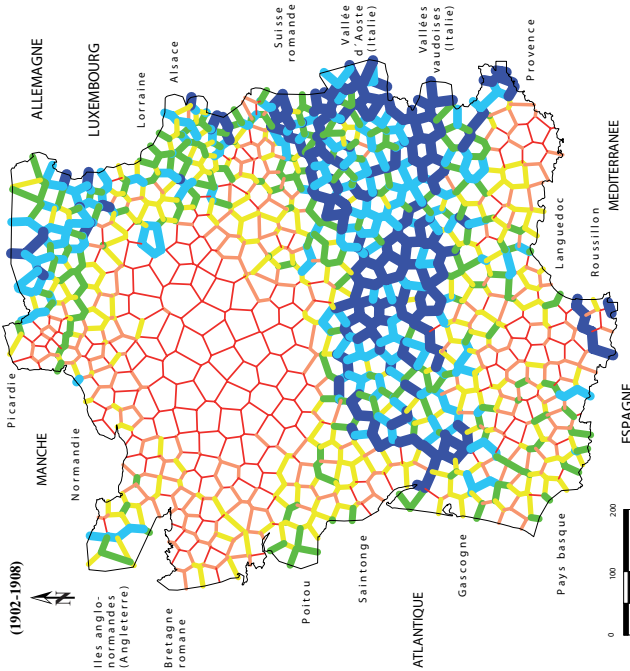 (1902-1908)
N
MANCHE
Picardie
Normandie
Iles anglo-
normandes
(Angleterre)
Bretagne
romane
Poitou
Saintonge
ATLANTIQUE
Gascogne
Pays basque
ALLEMAGNE
LUXEMBOURG
Lorraine
Alsace
Suisse
romande
Vallée
d'Aoste
(Italie)
Vallées
vaudoises
(Italie)
Provence
MEDITERRANEE
Languedoc
Roussillon
ESPAGNE
0
100
200